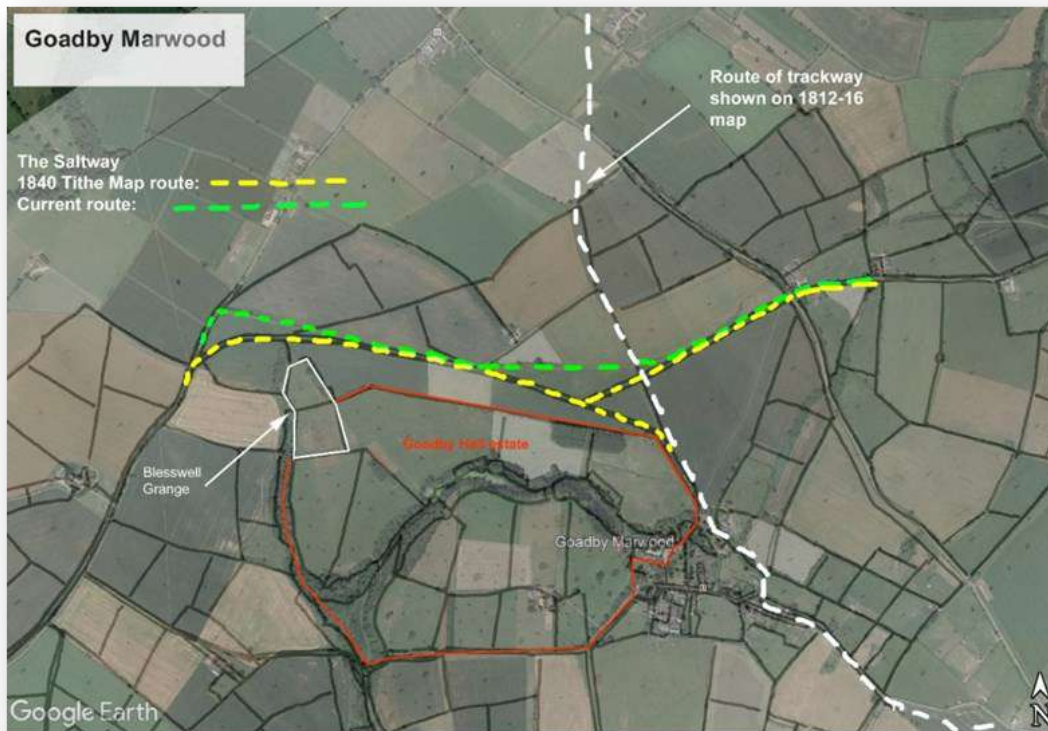 Goadby Marwood
Route of trackway
shown on 1812-16
map
The Saltway
1840 Tithe Map route:
Current route:
Goadby Hall estate
Blesswell
Grange
Goadby Marwood
Google Earth
N